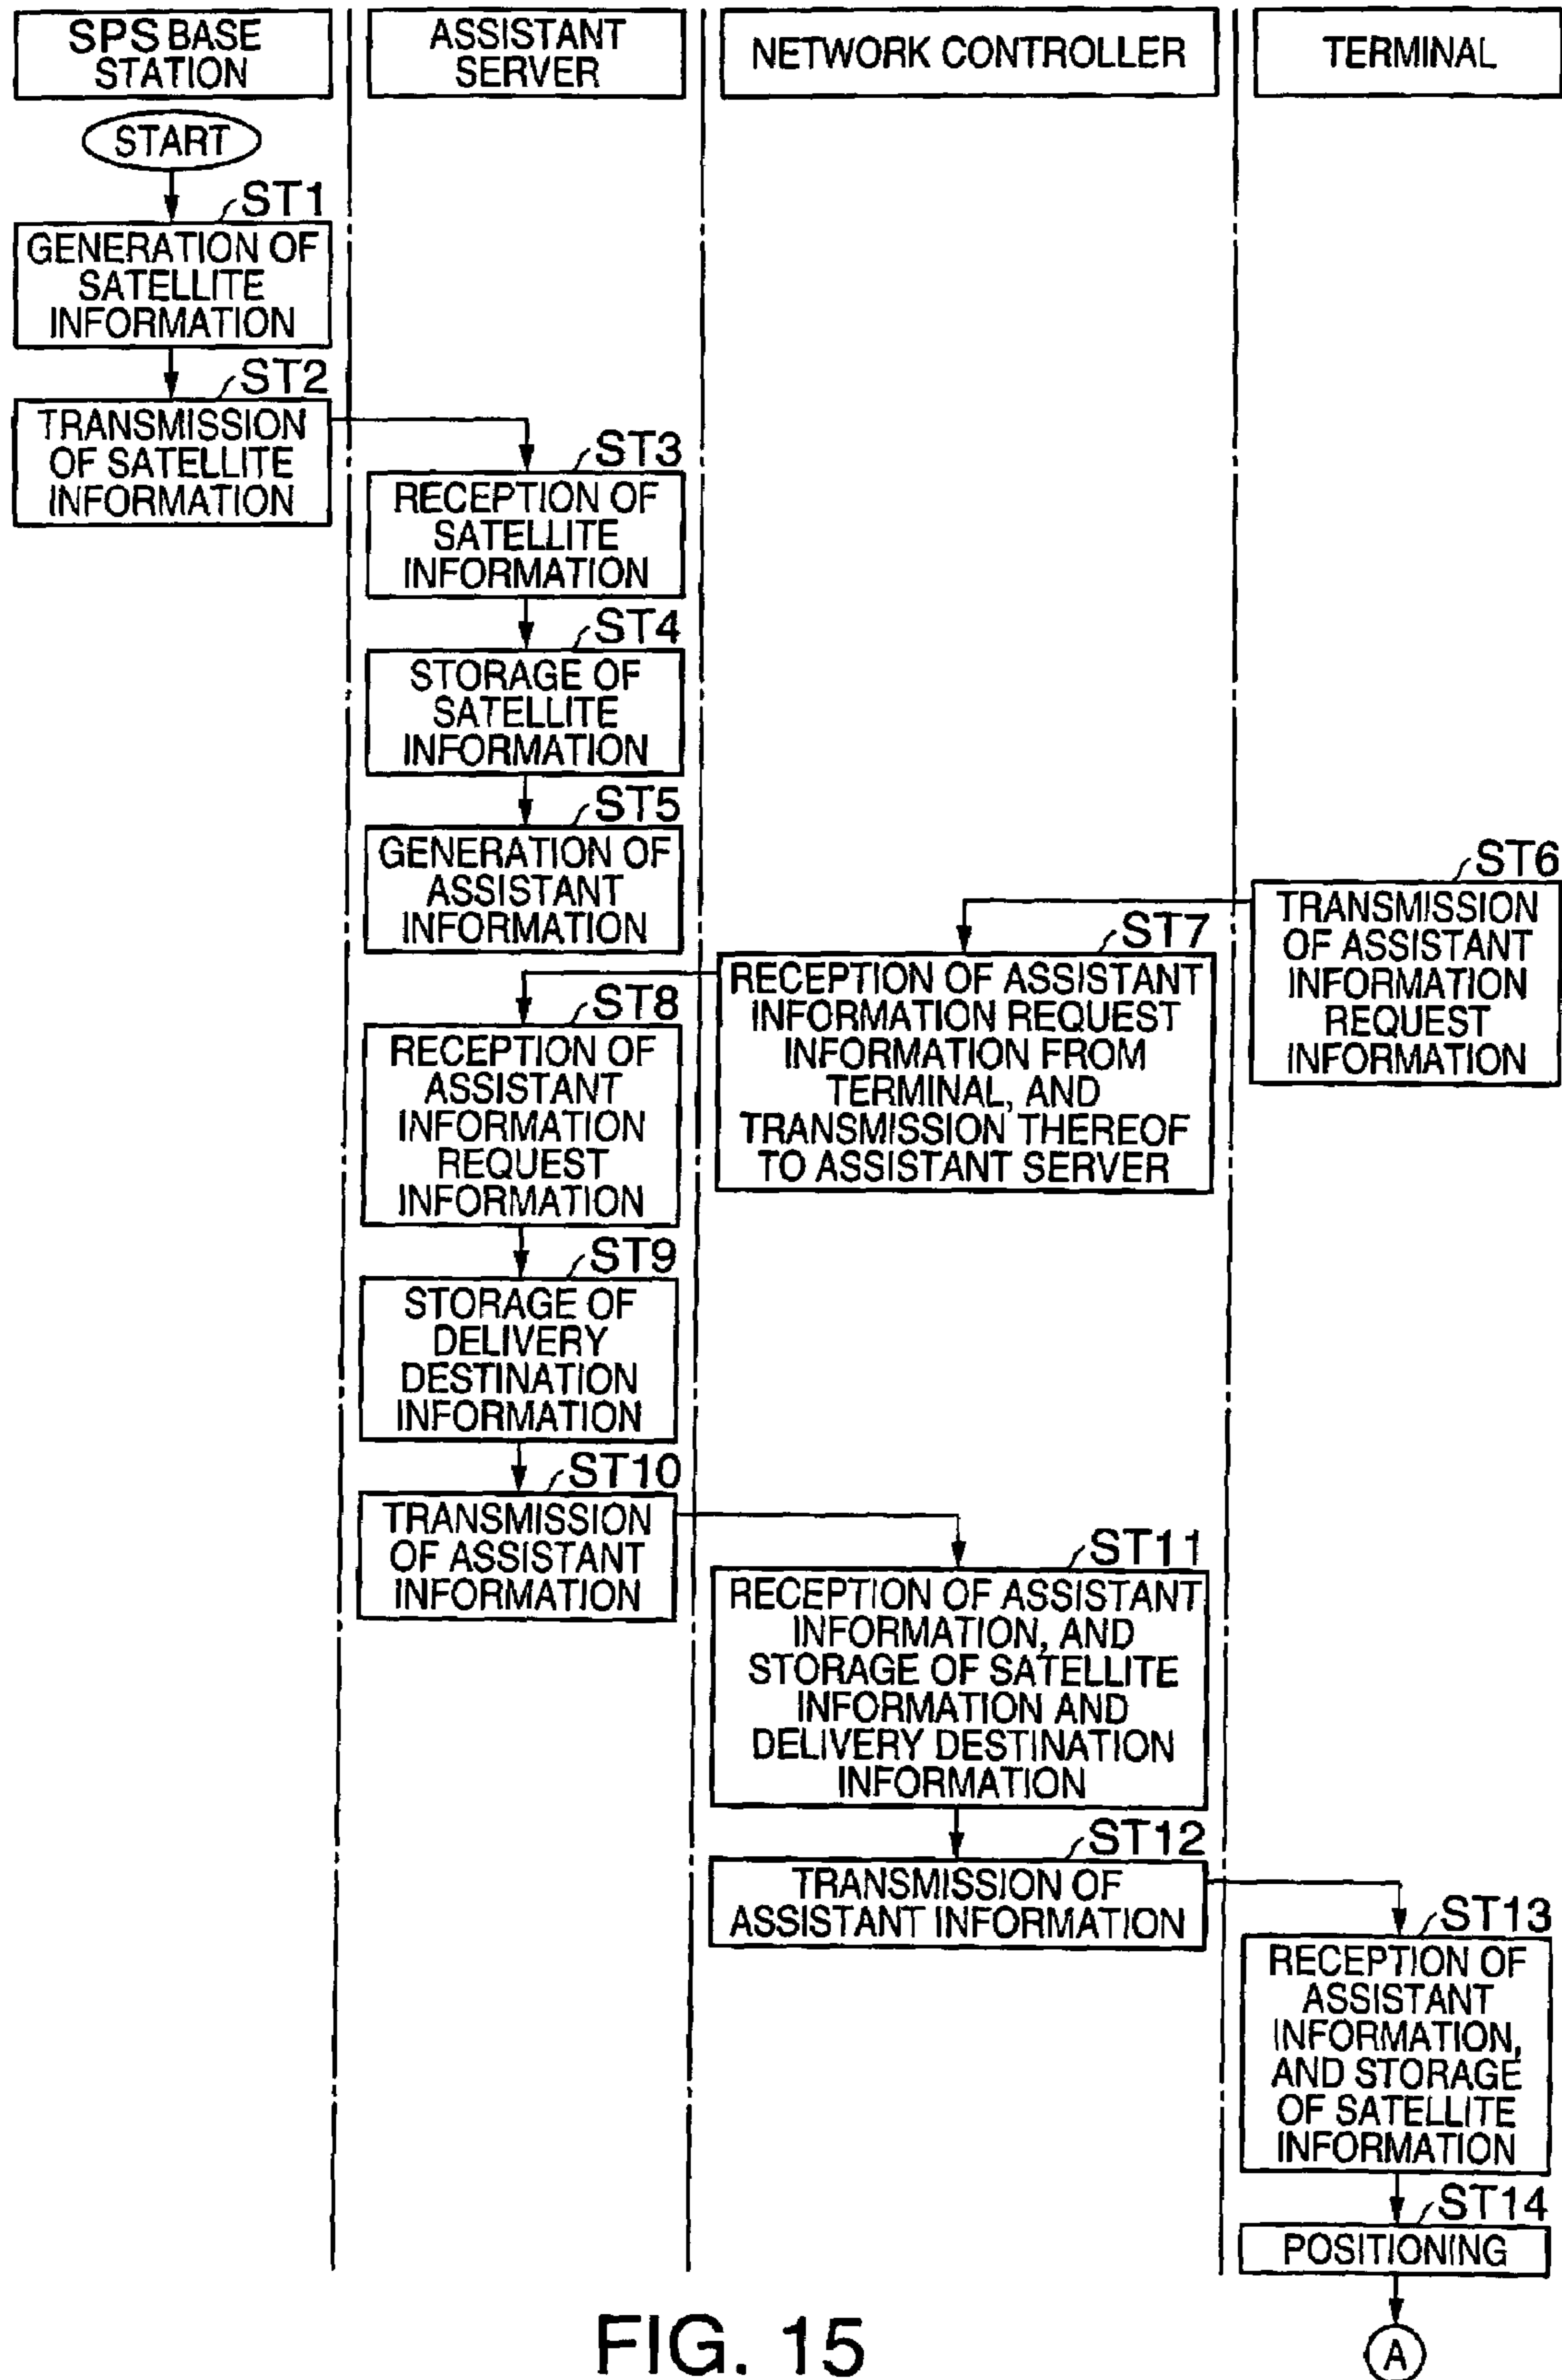 SPS BASE
STATION
ASSISTANT
SERVER
NETWORK CONTROLLER
TERMINAL
START
ST1
GENERATION OF
SATELLITE
INFORMATION
ST2
TRANSMISSION
OF SATELLITE
INFORMATION
ST3
RECEPTION OF
SATELLITE
INFORMATION
ST4
STORAGE OF
SATELLITE
INFORMATION
ST5
GENERATION OF
ASSISTANT
INFORMATION
ST6
TRANSMISSION
OF ASSISTANT
INFORMATION
REQUEST
INFORMATION
ST7
RECEPTION OF ASSISTANT
INFORMATION REQUEST
INFORMATION FROM
TERMINAL, AND
TRANSMISSION THEREOF
TO ASSISTANT SERVER
ST8
RECEPTION OF
ASSISTANT
INFORMATION
REQUEST
INFORMATION
ST9
STORAGE OF
DELIVERY
DESTINATION
INFORMATION
ST10
TRANSMISSION
OF ASSISTANT
INFORMATION
ST11
RECEPTION OF ASSISTANT
INFORMATION, AND
STORAGE OF SATELLITE
INFORMATION AND
DELIVERY DESTINATION
INFORMATION
ST12
TRANSMISSION OF
ASSISTANT INFORMATION
ST13
RECEPTION OF
ASSISTANT
INFORMATION,
AND STORAGE
OF SATELLITE
INFORMATION
ST14
POSITIONING
A
FIG. 15